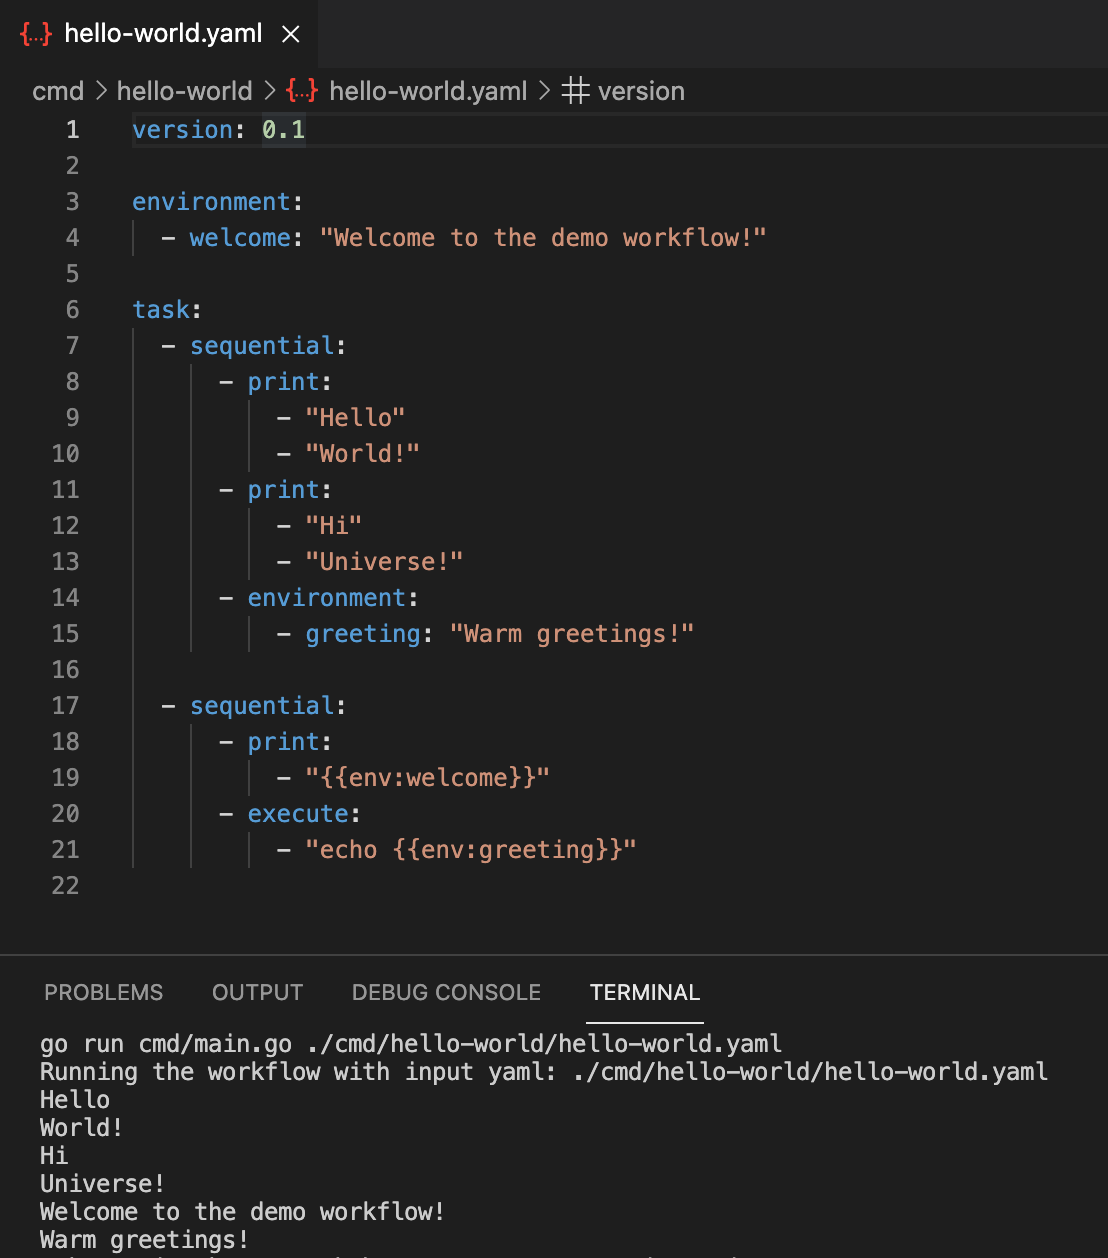 hello-world.yaml
cmd > hello-world > {...} hello-world.yaml > # version
1 version: 0.1
2
3 environment:
4   - welcome: "Welcome to the demo workflow!"
5
6 task:
7   - sequential:
8       - print:
9           - "Hello"
10           - "World!"
11       - print:
12           - "Hi"
13           - "Universe!"
14       - environment:
15           - greeting: "Warm greetings!"
16
17   - sequential:
18       - print:
19           - "{{env:welcome}}"
20       - execute:
21           - "echo {{env:greeting}}"
22
PROBLEMS OUTPUT DEBUG CONSOLE TERMINAL
go run cmd/main.go ./cmd/hello-world/hello-world.yaml
Running the workflow with input yaml: ./cmd/hello-world/hello-world.yaml
Hello
World!
Hi
Universe!
Welcome to the demo workflow!
Warm greetings!